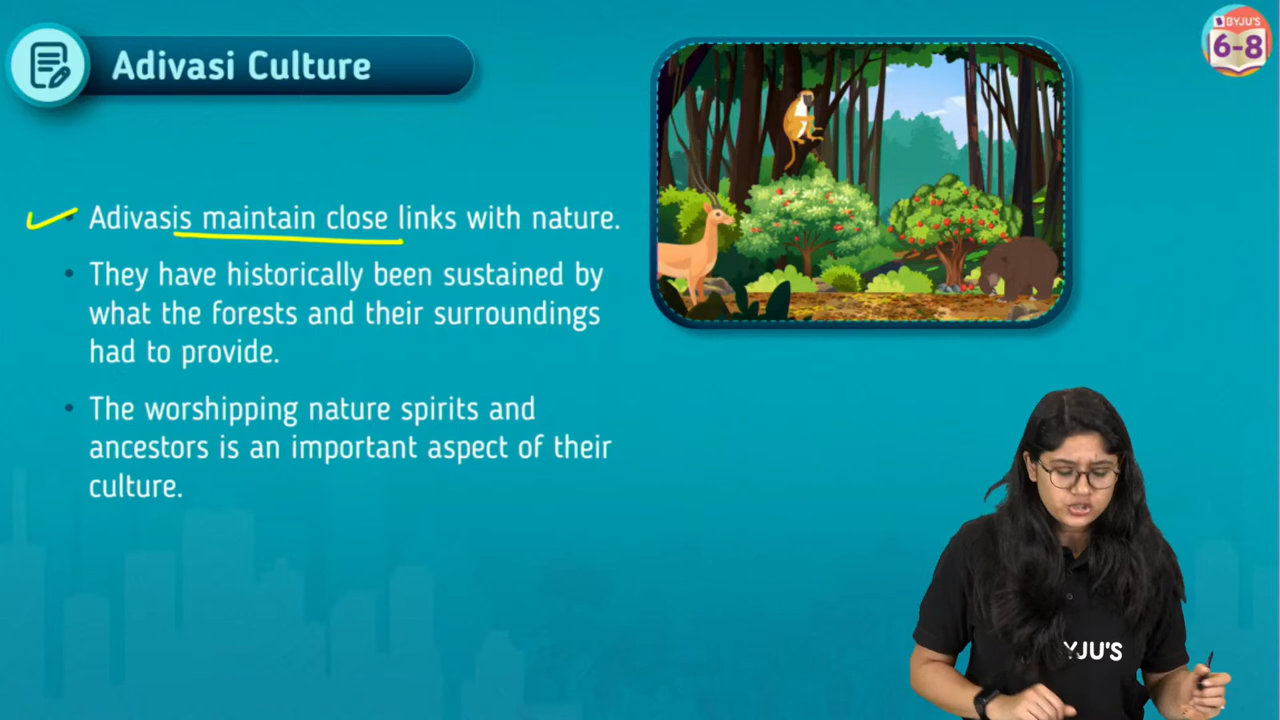 Adivasi Culture
BYJU'S
6-8
Adivasis maintain close links with nature.
They have historically been sustained by
what the forests and their surroundings
had to provide.
The worshipping nature spirits and
ancestors is an important aspect of their
culture.
YJU'S